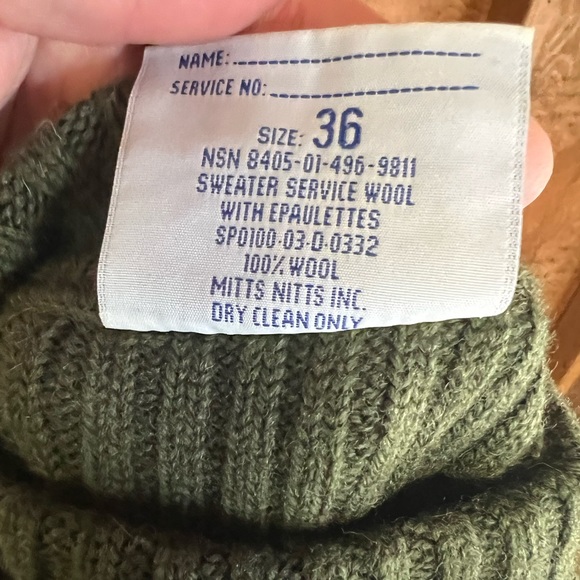 NAME:
SERVICE NO:
SIZE: 36
NSN 8405-01-496-9811
SWEATER SERVICE WOOL
WITH EPAULETTES
SP0100-03-D-0332
100% WOOL
MITTS NITTS INC.
DRY CLEAN ONLY